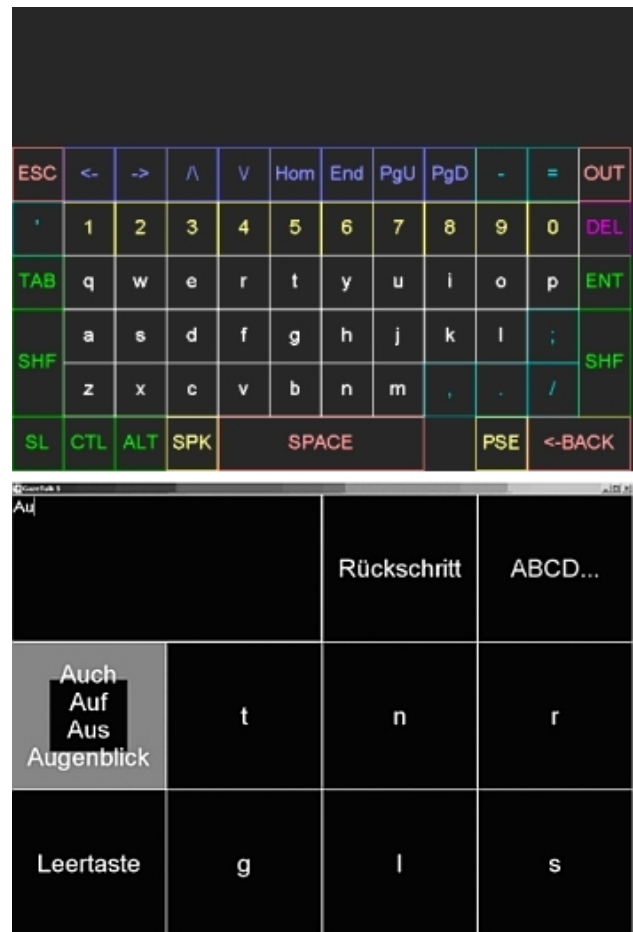 ESC <- -> /\ \/ Hom End PgU PgD - = OUT
' 1 2 3 4 5 6 7 8 9 0 DEL
TAB q w e r t y u i o p ENT
SHF a s d f g h j k l ; SHF
z x c v b n m , . /
SL CTL ALT SPK SPACE PSE <-BACK
Au
Rückschritt ABCD...
Auch
Auf
Aus
Augenblick
t n r
Leertaste g l s